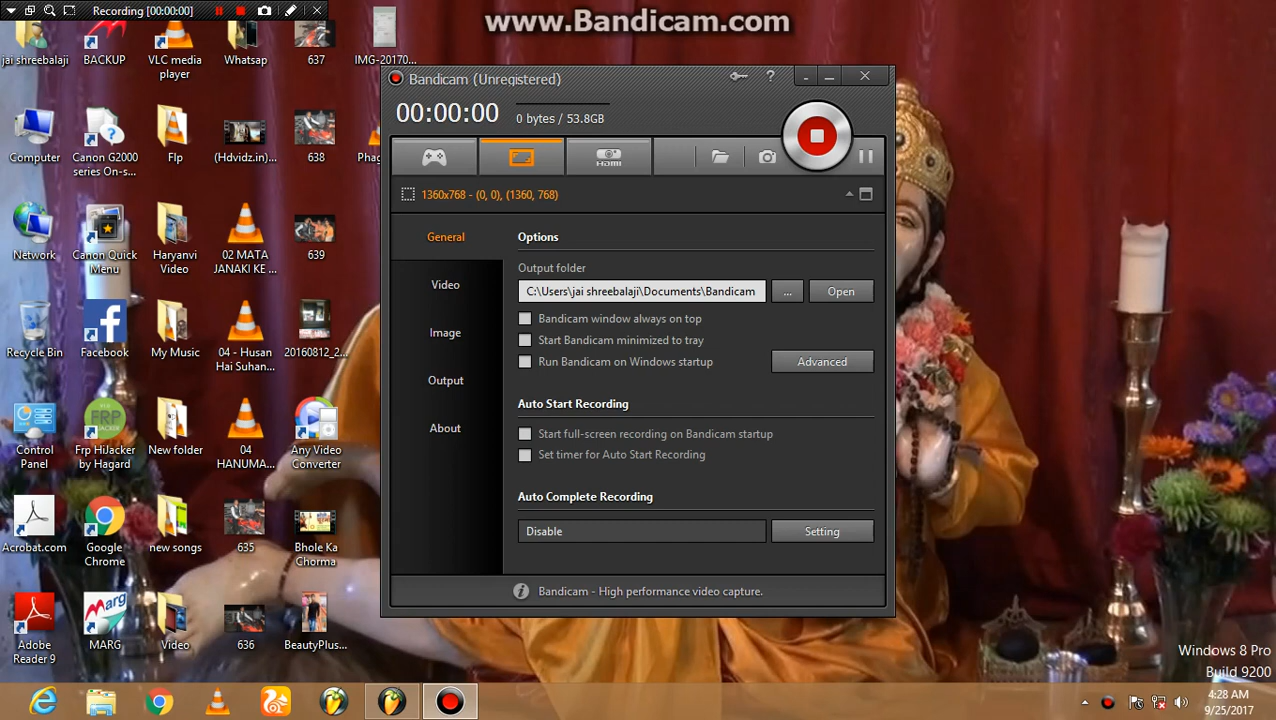 Recording [00:00:00]
www.Bandicam.com
jai shreebalaji
BACKUP
VLC media
player
Whatsap
637
IMG-20170...
Computer
Canon G2000
series On-s...
Flp
(Hdvidz.in)...
638
Phag
Network
Canon Quick
Menu
Haryanvi
Video
02 MATA
JANAKI KE ...
639
Recycle Bin
Facebook
My Music
04 - Husan
Hai Suhan...
20160812_2...
Control
Panel
FRP
Frp HiJacker
by Hagard
New folder
04
HANUMA...
Any Video
Converter
Acrobat.com
Google
Chrome
new songs
635
Bhole Ka
Chorma
Adobe
Reader 9
Marg
MARG
Video
636
BeautyPlus...
Bandicam (Unregistered)
?
00:00:00
0 bytes / 53.8GB
HDMI
1360x768 - (0, 0), (1360, 768)
General
Video
Image
Output
About
Options
Output folder
C:\Users\jai shreebalaji\Documents\Bandicam
...
Open
Bandicam window always on top
Start Bandicam minimized to tray
Run Bandicam on Windows startup
Advanced
Auto Start Recording
Start full-screen recording on Bandicam startup
Set timer for Auto Start Recording
Auto Complete Recording
Disable
Setting
Bandicam - High performance video capture.
Windows 8 Pro
Build 9200
4:28 AM
9/25/2017